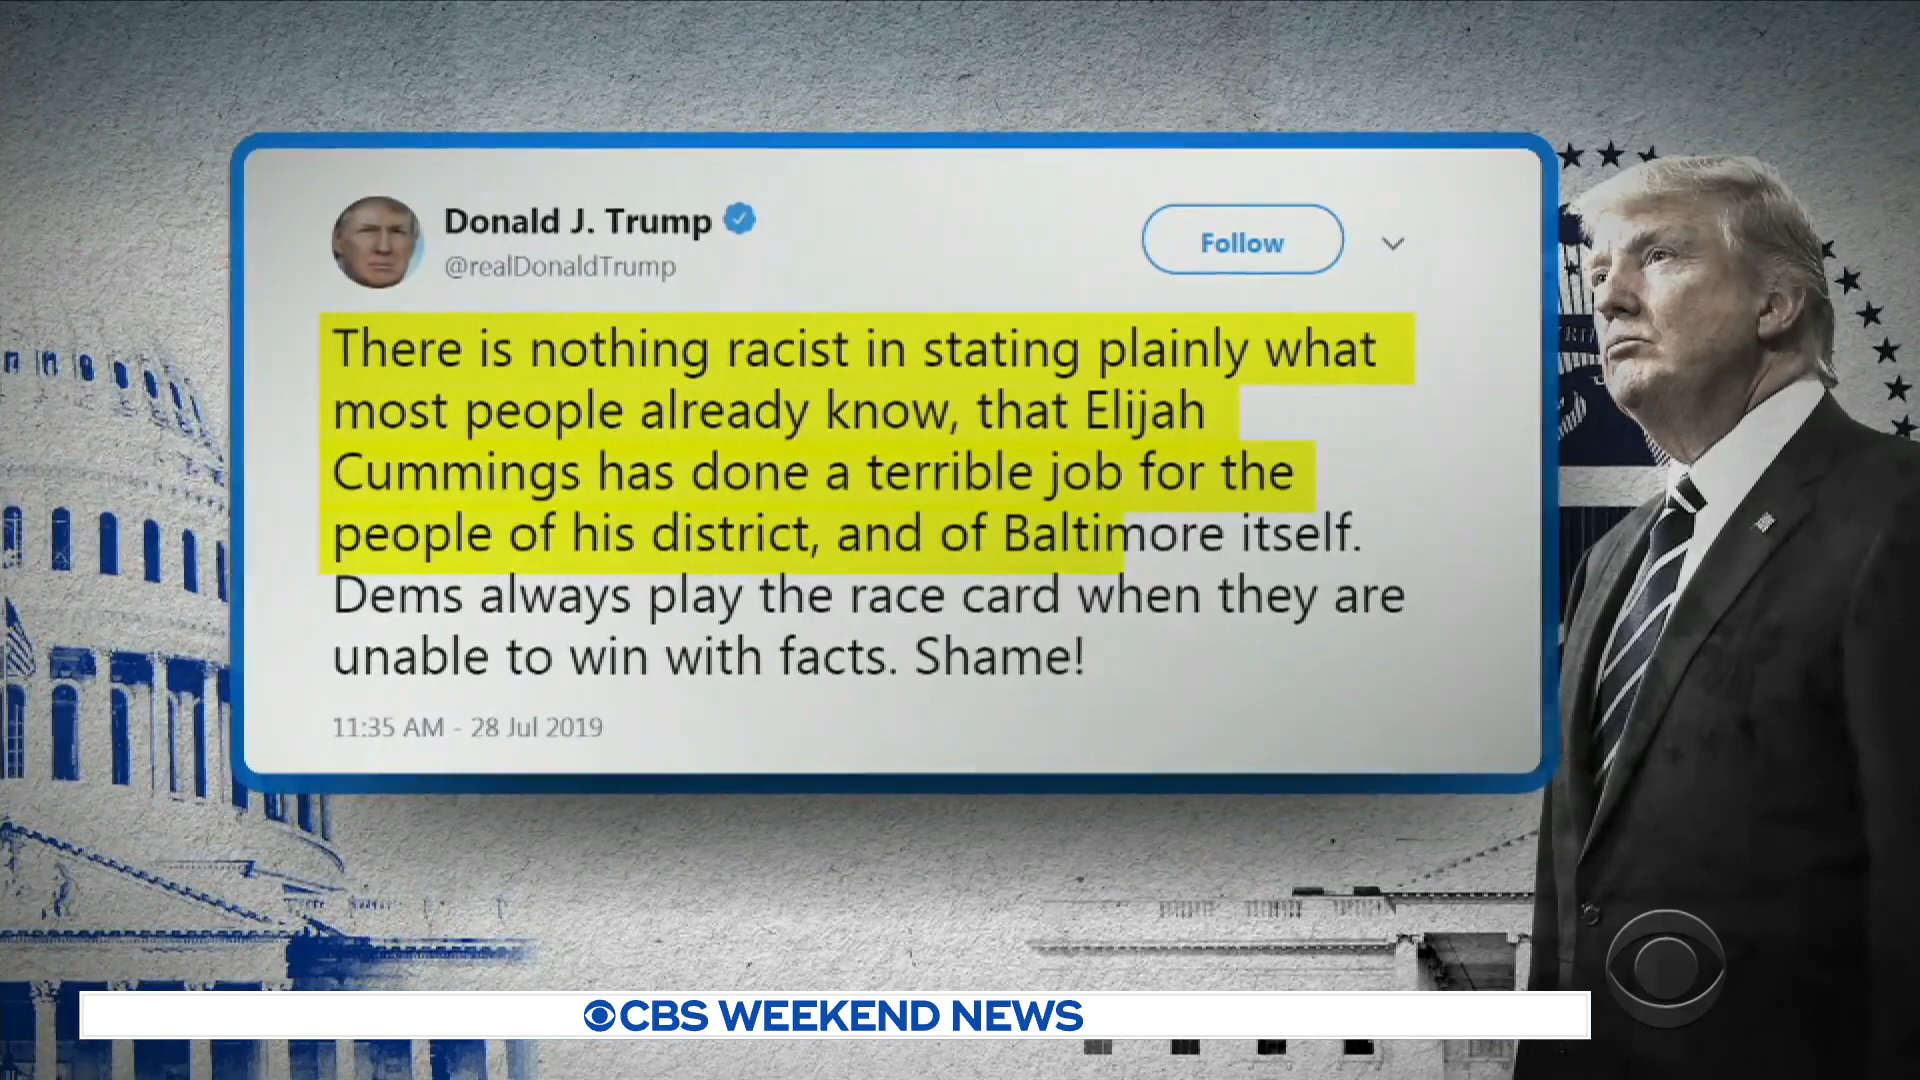 Donald J. Trump
@realDonaldTrump
Follow
There is nothing racist in stating plainly what
most people already know, that Elijah
Cummings has done a terrible job for the
people of his district, and of Baltimore itself.
Dems always play the race card when they are
unable to win with facts. Shame!
11:35 AM - 28 Jul 2019
CBS WEEKEND NEWS